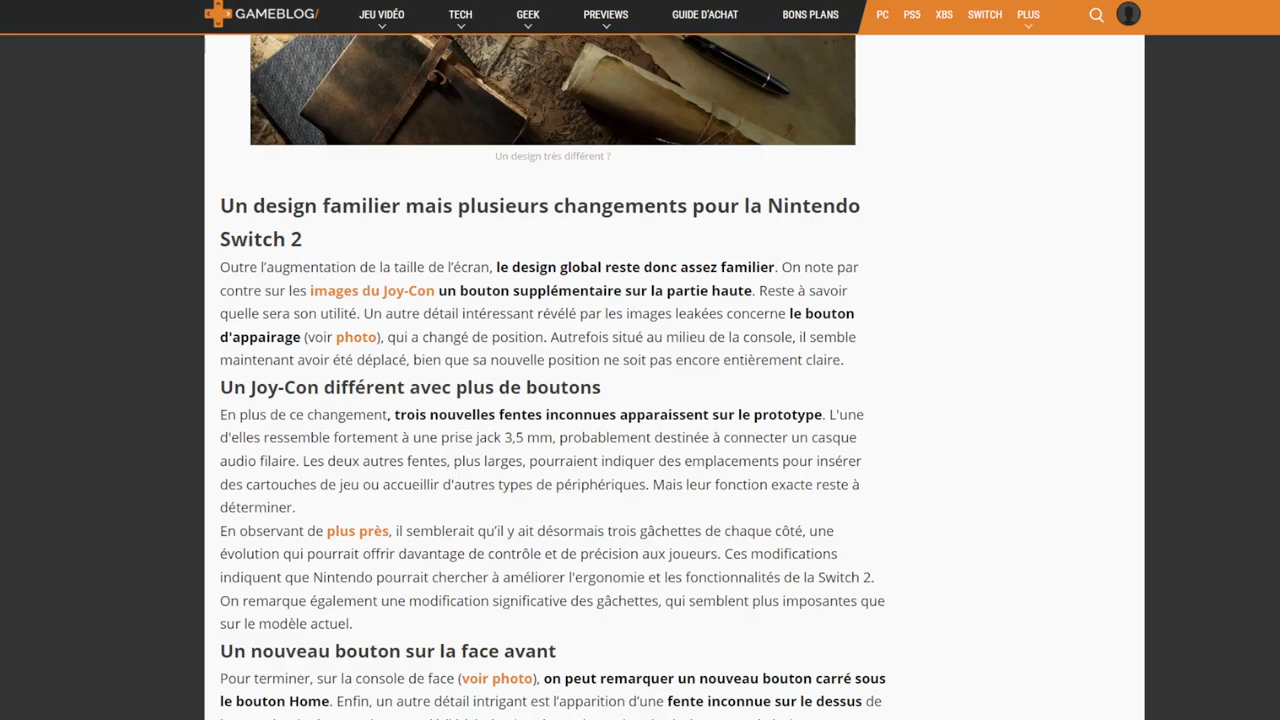 GAMEBLOG/ JEU VIDÉO TECH GEEK PREVIEWS GUIDE D'ACHAT BONS PLANS PC PS5 XBS SWITCH PLUS
Un design très différent ?
Un design familier mais plusieurs changements pour la Nintendo
Switch 2
Outre l'augmentation de la taille de l'écran, le design global reste donc assez familier. On note par
contre sur les images du Joy-Con un bouton supplémentaire sur la partie haute. Reste à savoir
quelle sera son utilité. Un autre détail intéressant révélé par les images leakées concerne le bouton
d'appairage (voir photo), qui a changé de position. Autrefois situé au milieu de la console, il semble
maintenant avoir été déplacé, bien que sa nouvelle position ne soit pas encore entièrement claire.
Un Joy-Con différent avec plus de boutons
En plus de ce changement, trois nouvelles fentes inconnues apparaissent sur le prototype. L'une
d'elles ressemble fortement à une prise jack 3,5 mm, probablement destinée à connecter un casque
audio filaire. Les deux autres fentes, plus larges, pourraient indiquer des emplacements pour insérer
des cartouches de jeu ou accueillir d'autres types de périphériques. Mais leur fonction exacte reste à
déterminer.
En observant de plus près, il semblerait qu'il y ait désormais trois gâchettes de chaque côté, une
évolution qui pourrait offrir davantage de contrôle et de précision aux joueurs. Ces modifications
indiquent que Nintendo pourrait chercher à améliorer l'ergonomie et les fonctionnalités de la Switch 2.
On remarque également une modification significative des gâchettes, qui semblent plus imposantes que
sur le modèle actuel.
Un nouveau bouton sur la face avant
Pour terminer, sur la console de face (voir photo), on peut remarquer un nouveau bouton carré sous
le bouton Home. Enfin, un autre détail intrigant est l'apparition d'une fente inconnue sur le dessus de